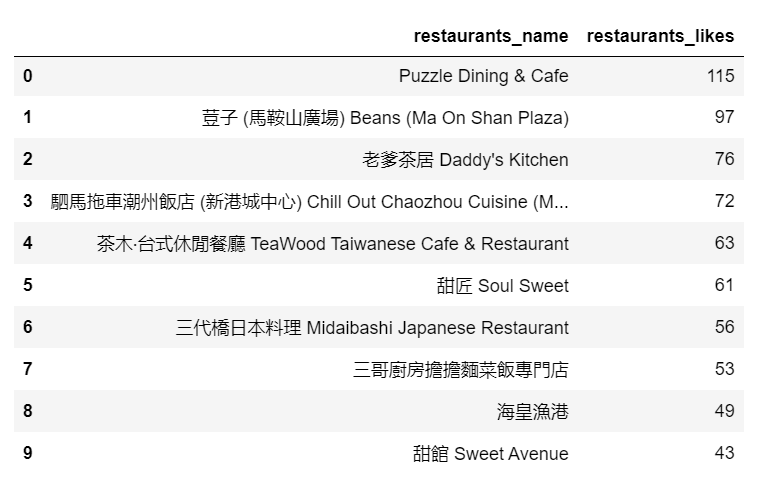 restaurants_name restaurants_likes
0 Puzzle Dining & Cafe 115
1 荳子 (馬鞍山廣場) Beans (Ma On Shan Plaza) 97
2 老爹茶居 Daddy's Kitchen 76
3 駟馬拖車潮州飯店 (新港城中心) Chill Out Chaozhou Cuisine (M... 72
4 茶木‧台式休閒餐廳 TeaWood Taiwanese Cafe & Restaurant 63
5 甜匠 Soul Sweet 61
6 三代橋日本料理 Midaibashi Japanese Restaurant 56
7 三哥廚房擔擔麵菜飯專門店 53
8 海皇漁港 49
9 甜館 Sweet Avenue 43